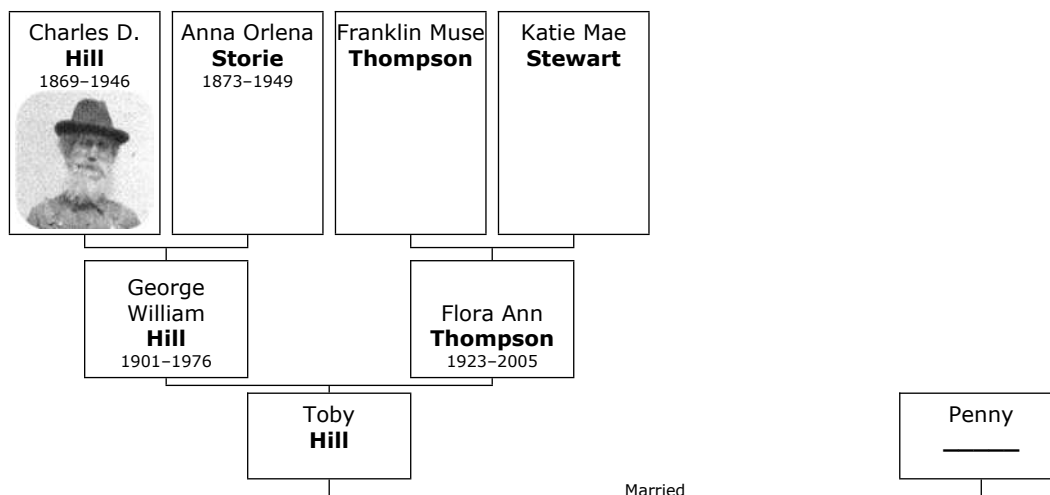 Charles D.
Hill
1869–1946
Anna Orlena
Storie
1873–1949
Franklin Muse
Thompson
Katie Mae
Stewart
George
William
Hill
1901–1976
Flora Ann
Thompson
1923–2005
Toby
Hill
Penny
______
Married